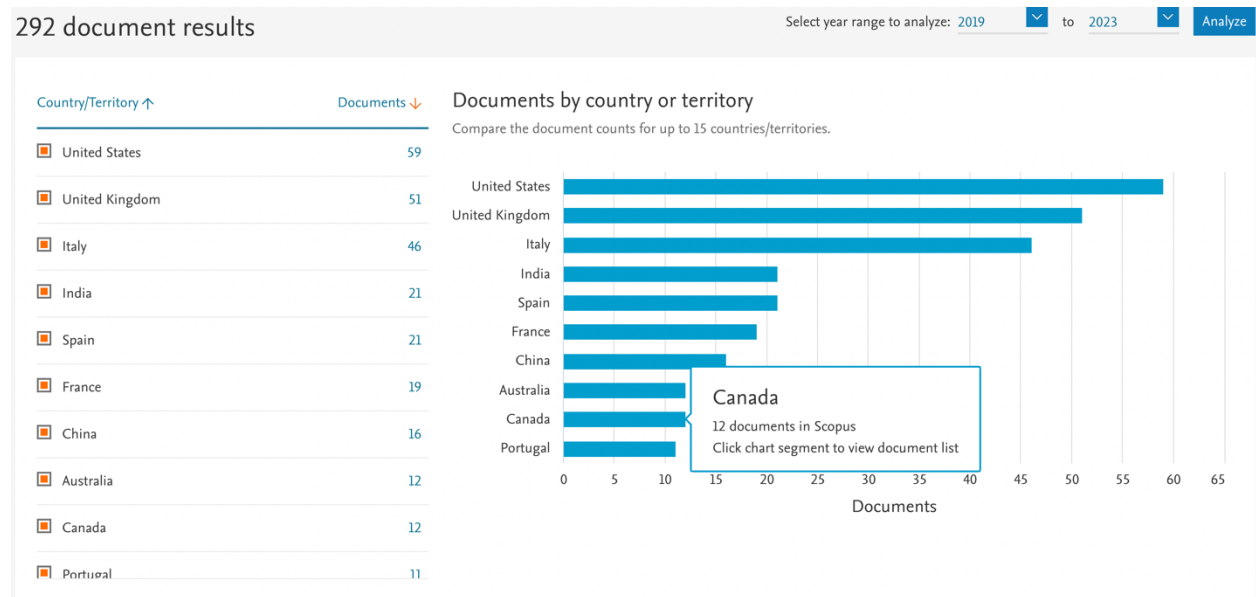 292 document results
Select year range to analyze: 2019 to 2023 Analyze
Country/Territory ↑ Documents ↓
United States 59
United Kingdom 51
Italy 46
India 21
Spain 21
France 19
China 16
Australia 12
Canada 12
Portugal 11
Documents by country or territory
Compare the document counts for up to 15 countries/territories.
United States
United Kingdom
Italy
India
Spain
France
China
Australia
Canada
Portugal
Canada
12 documents in Scopus
Click chart segment to view document list
0 5 10 15 20 25 30 35 40 45 50 55 60 65
Documents